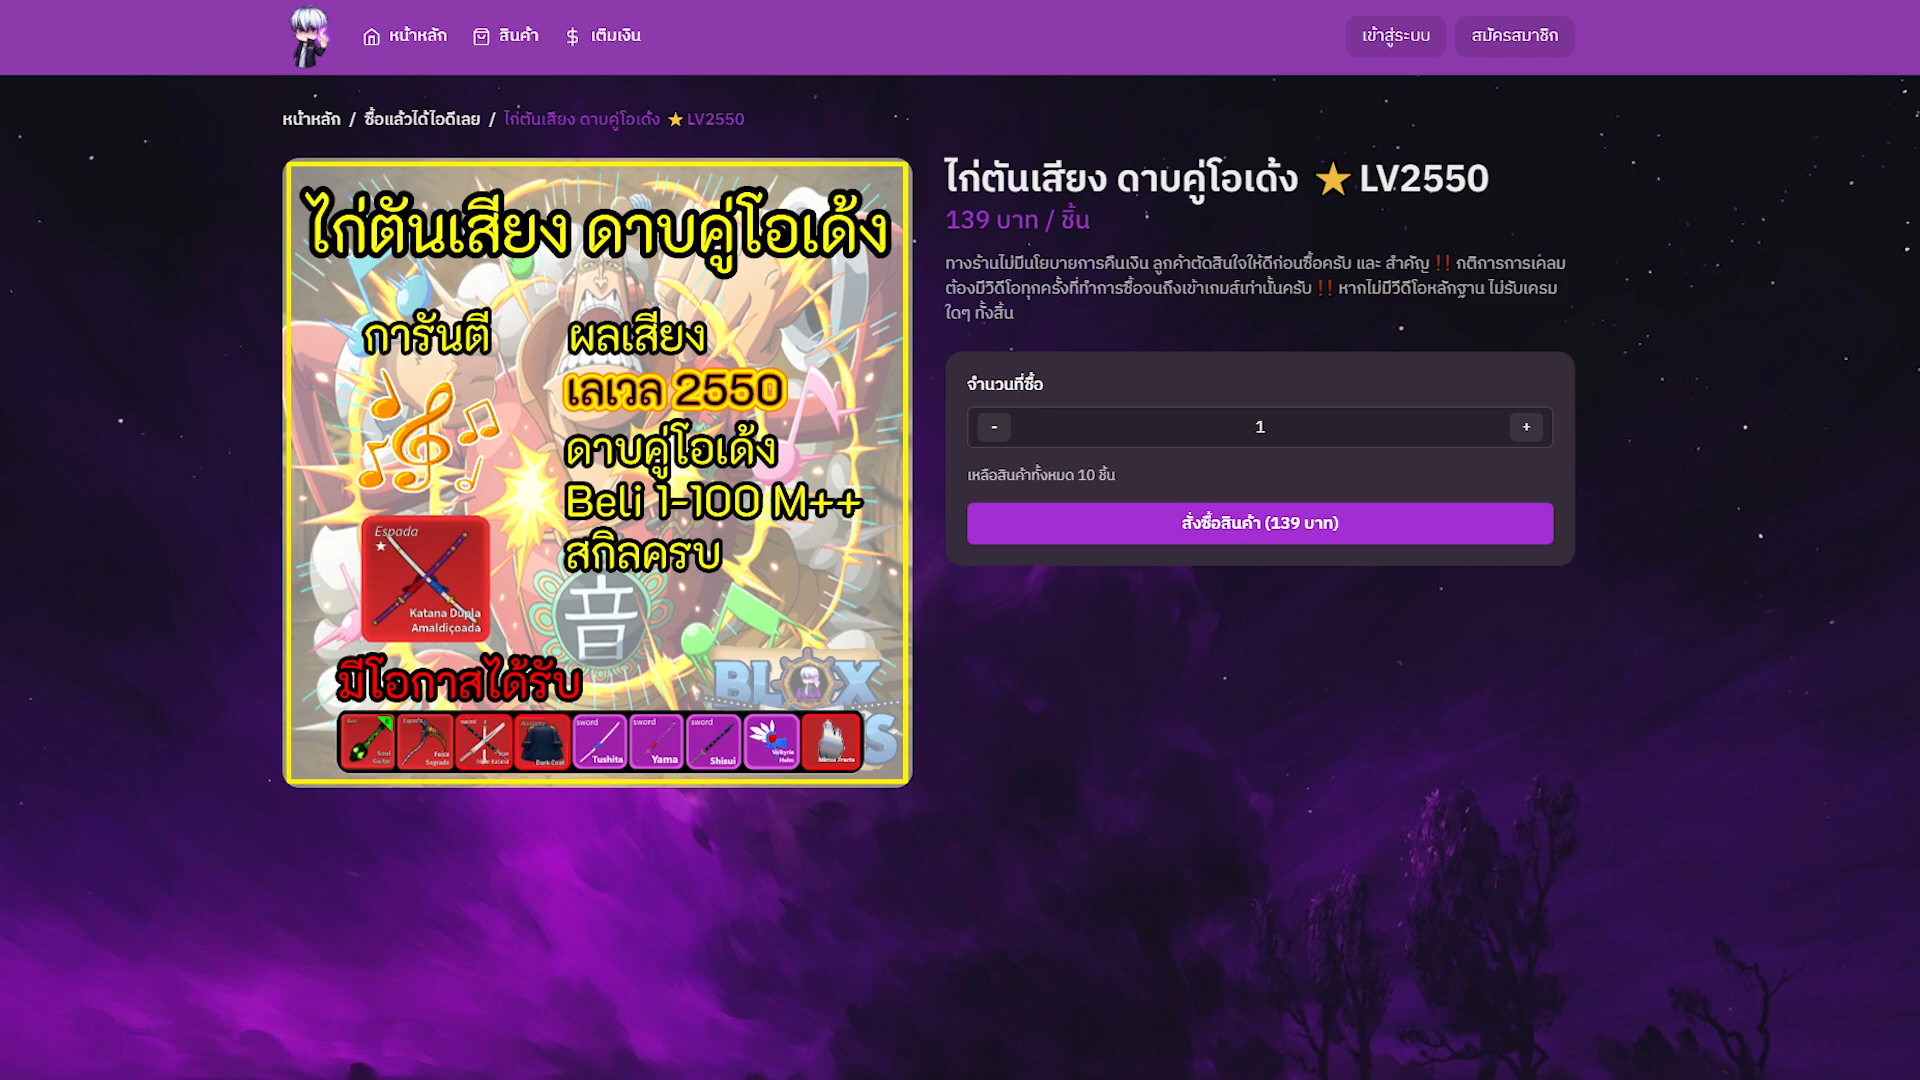 หน้าหลัก
สินค้า
เติมเงิน
เข้าสู่ระบบ
สมัครสมาชิก
หน้าหลัก / ซื้อแล้วได้ไอดีเลย / ไก่ตันเสียง ดาบคู่โอเด้ง ⭐ LV2550
ไก่ตันเสียง ดาบคู่โอเด้ง
การันตี
ผลเสียง
เลเวล 2550
ดาบคู่โอเด้ง
Beli 1-100 M++
สกิลครบ
Espada
Katana Dupla
Amaldiçoada
音
มีโอกาสได้รับ
Soul
Guitar
Foice
Sagrada
Dark Coat
sword
Tushita
sword
Yama
sword
Shisui
Valkyrie
Helm
ไก่ตันเสียง ดาบคู่โอเด้ง ⭐ LV2550
139 บาท / ชิ้น
ทางร้านไม่มีนโยบายการคืนเงิน ลูกค้าตัดสินใจให้ดีก่อนซื้อครับ และ สำคัญ ‼️ กติการการเคลม
ต้องมีวิดีโอทุกครั้งที่ทำการซื้อจนถึงเข้าเกมส์เท่านั้นครับ ‼️ หากไม่มีวีดีโอหลักฐาน ไม่รับเครม
ใดๆ ทั้งสิ้น
จำนวนที่ซื้อ
- 1 +
เหลือสินค้าทั้งหมด 10 ชิ้น
สั่งซื้อสินค้า (139 บาท)